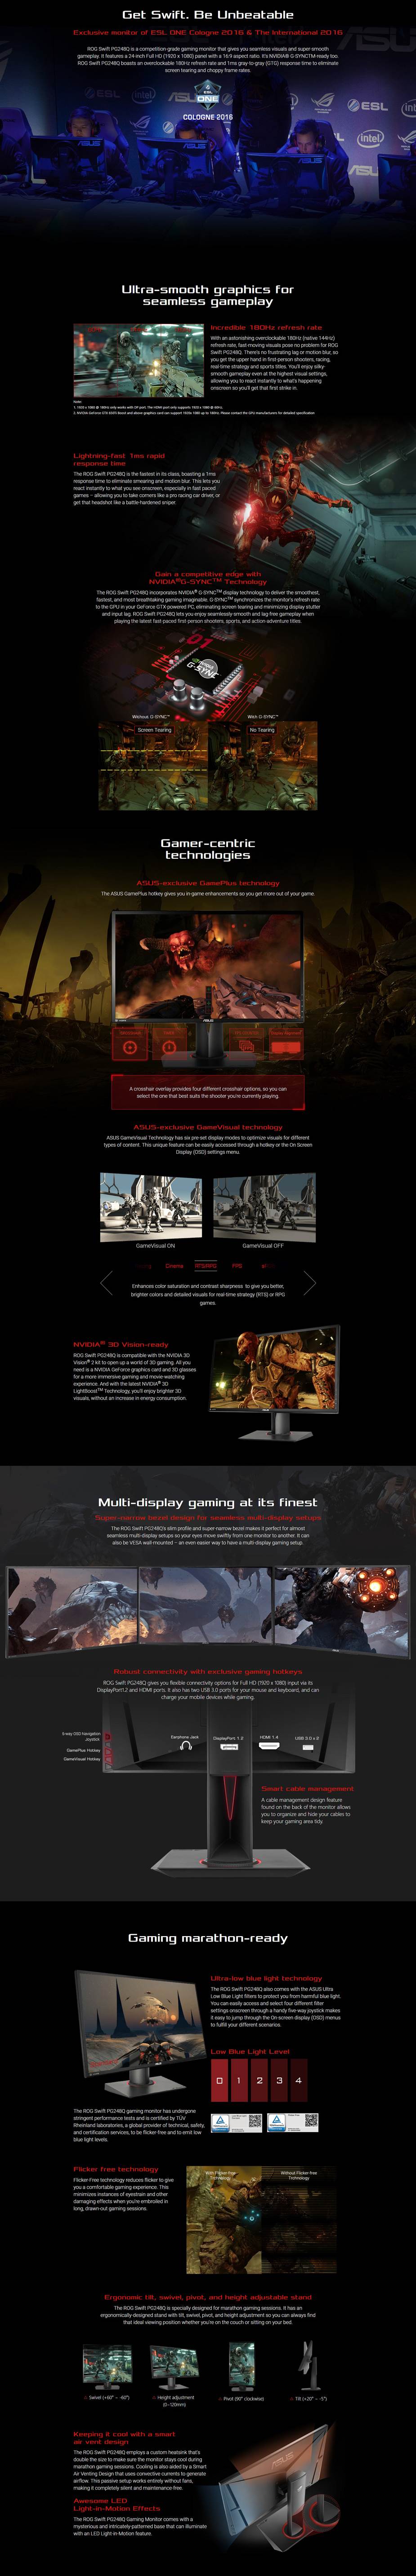 Get Swift. Be Unbeatable
Exclusive monitor of ESL ONE Cologne 2016 & The International 2016
ROG Swift PG248Q is a competition-grade gaming monitor that gives you seamless visuals and super-smooth
gameplay. It features a 24-inch Full HD (1920 x 1080) panel with a 16:9 aspect ratio. It's NVIDIA® G-SYNCTM-ready too.
ROG Swift PG248Q boasts an overclockable 180Hz refresh rate and 1ms gray-to-gray (GTG) response time to eliminate
screen tearing and choppy frame rates.
ESL
ONE
COLOGNE 2016
ESL
intel
ASUS
Ultra-smooth graphics for
seamless gameplay
Incredible 180Hz refresh rate
With an astonishing overclockable 180Hz (native 144Hz)
refresh rate, fast-moving visuals pose no problem for ROG
Swift PG248Q. There's no frustrating lag or motion blur, so
you get the upper hand in first-person shooters, racing,
real-time strategy and sports titles. You'll enjoy silky-
smooth gameplay even at the highest visual settings,
allowing you to react instantly to what's happening
onscreen so you'll get that first strike in.
Note:
1. 1920 x 1080 @ 180Hz only works with DP port. The HDMI port only supports 1920 x 1080 @ 60Hz.
Lightning-fast 1ms rapid
response time
The ROG Swift PG248Q is the fastest in its class, boasting a 1ms
response time to eliminate smearing and motion blur. This lets you
react instantly to what you see onscreen, especially in fast paced
games – allowing you to take corners like a pro racing car driver, or
get that headshot like a battle-hardened sniper.
Gain a competitive edge with
NVIDIA®G-SYNC™ Technology
The ROG Swift PG248Q incorporates NVIDIA® G-SYNC™ display technology to deliver the smoothest,
fastest, and most breathtaking gaming imaginable. G-SYNC™ synchronizes the monitor's refresh rate
to the GPU in your GeForce GTX-powered PC, eliminating screen tearing and minimizing display stutter
and input lag. ROG Swift PG248Q lets you enjoy seamlessly-smooth and lag-free gameplay when
playing the latest fast-paced first-person shooters, sports, and action-adventure titles.
01
G-SYNC
Without G-SYNC™
With G-SYNC™
Screen Tearing
No Tearing
Gamer-centric
technologies
ASUS-exclusive GamePlus technology
The ASUS GamePlus hotkey gives you in-game enhancements so you get more out of your game.
A crosshair overlay provides four different crosshair options, so you can
select the one that best suits the shooter you're currently playing.
ASUS-exclusive GameVisual technology
ASUS GameVisual Technology has six pre-set display modes to optimize visuals for different
types of content. This unique feature can be easily accessed through a hotkey or the On Screen
Display (OSD) settings menu.
GameVisual ON
GameVisual OFF
Cinema
RTS/RPG
FPS
Enhances color saturation and contrast sharpness to give you better,
brighter colors and detailed visuals for real-time strategy (RTS) or RPG
games.
NVIDIA® 3D Vision-ready
ROG Swift PG248Q is compatible with the NVIDIA 3D
Vision® 2 kit to open up a world of 3D gaming. All you
need is a NVIDIA GeForce graphics card and 3D glasses
for a more immersive gaming and movie-watching
experience. And with the latest NVIDIA® 3D
LightBoost™ Technology, you'll enjoy brighter 3D
visuals, without an increase in energy consumption.
Multi-display gaming at its finest
Super-narrow bezel design for seamless multi-display setups
The ROG Swift PG248Q's slim profile and super-narrow bezel makes it perfect for almost
seamless multi-display setups so your eyes move swiftly from one monitor to another. It can
also be VESA wall mounted – an even easier way to have a multi-display gaming setup.
Robust connectivity with exclusive gaming hotkeys
ROG Swift PG248Q gives you flexible connectivity options for Full HD (1920 x 1080) input via its
DisplayPort1.2 and HDMI ports. It also has two USB 3.0 ports for your mouse and keyboard, and can
charge your mobile devices while gaming.
5-way OSD Navigation
Joystick
GamePlus Hotkey
GameVisual Hotkey
Earphone Jack
DisplayPort 1.2
HDMI 1.4
USB 3.0 x 2
Smart cable management
A cable management design feature
found on the back of the monitor allows
you to organize and hide your cables to
keep your gaming area tidy.
Gaming marathon-ready
Ultra-low blue light technology
The ROG Swift PG248Q also comes with the ASUS Ultra
Low Blue Light filters to protect you from harmful blue light.
You can easily access and select four different filter
settings onscreen through a handy five-way joystick makes
it easy to jump through the On-screen display (OSD) menus
to fulfill your different scenarios.
Low Blue Light Level
0 1 2 3 4
The ROG Swift PG248Q gaming monitor has undergone
stringent performance tests and is certified by TÜV
Rheinland laboratories, a global provider of technical, safety,
and certification services, to be flicker-free and to emit low
blue light levels.
Flicker free technology
Flicker-Free technology reduces flicker to give
you a comfortable gaming experience. This
minimizes instances of eyestrain and other
damaging effects when you're embroiled in
long, drawn-out gaming sessions.
With Flicker-free
Technology
Without Flicker-free
Technology
Ergonomic tilt, swivel, pivot, and height adjustable stand
The ROG Swift PG248Q is specially designed for marathon gaming sessions. It has an
ergonomically-designed stand with tilt, swivel, pivot, and height adjustment so you can always find
that ideal viewing position whether you're on the couch or sitting on your bed.
Swivel (+60° ~ -60°)
Height adjustment
(0~120mm)
Pivot (90° clockwise)
Tilt (+20° ~ -5°)
Keeping it cool with a smart
air vent design
The ROG Swift PG248Q employs a custom heatsink that's
double the size to make sure the monitor stays cool during
marathon gaming sessions. Cooling is also aided by a Smart
Air Venting Design that uses convective currents to generate
airflow. This passive setup works entirely without fans,
making it completely silent and maintenance free.
Awesome LED
Light-in-Motion Effects
The ROG Swift PG248Q Gaming Monitor comes with a
mysterious and intricately-patterned base that can illuminate
with an LED Light-in-Motion feature.